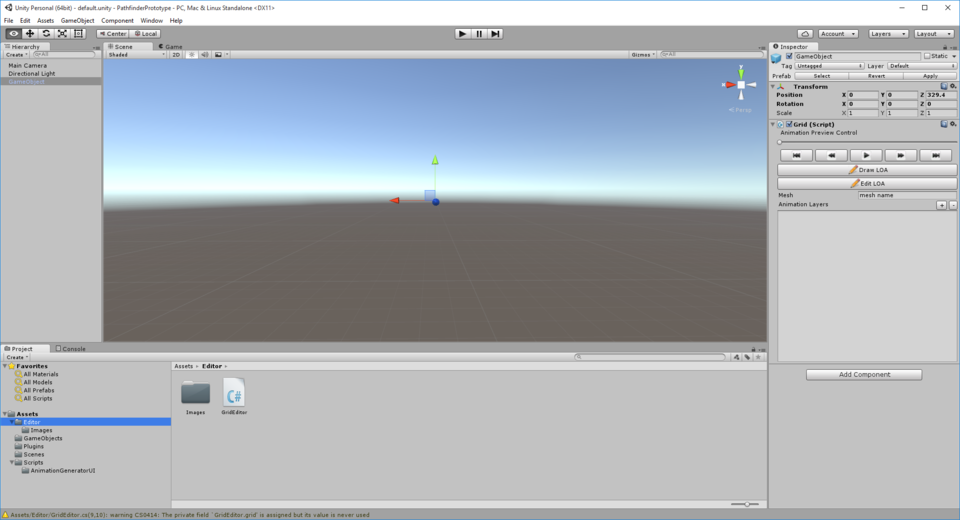 Unity Personal (64bit) - default.unity - PathfinderPrototype - PC, Mac & Linux Standalone <DX11>
File Edit Assets GameObject Component Window Help
Center Local Account Layers Layout
Hierarchy Scene Game Inspector
Create All Shaded 2D Gizmos All
GameObject Static
Main Camera
Directional Light
GameObject
Tag Untagged Layer Default
Prefab Select Revert Apply
Transform
Position X 0 Y 0 Z 329.4
Rotation X 0 Y 0 Z 0
Scale X 1 Y 1 Z 1
y
Persp
Grid (Script)
Animation Preview Control
Draw LOA
Edit LOA
Mesh mesh name
Animation Layers
+ -
Add Component
Project Console
Create
Favorites
All Materials
All Models
All Prefabs
All Scripts
Assets
Editor
Images
GameObjects
Plugins
Scenes
Scripts
AnimationGeneratorUI
Assets Editor
C#
Images GridEditor
Assets/Editor/GridEditor.cs(9,10): warning CS0414: The private field `GridEditor.grid' is assigned but its value is never used